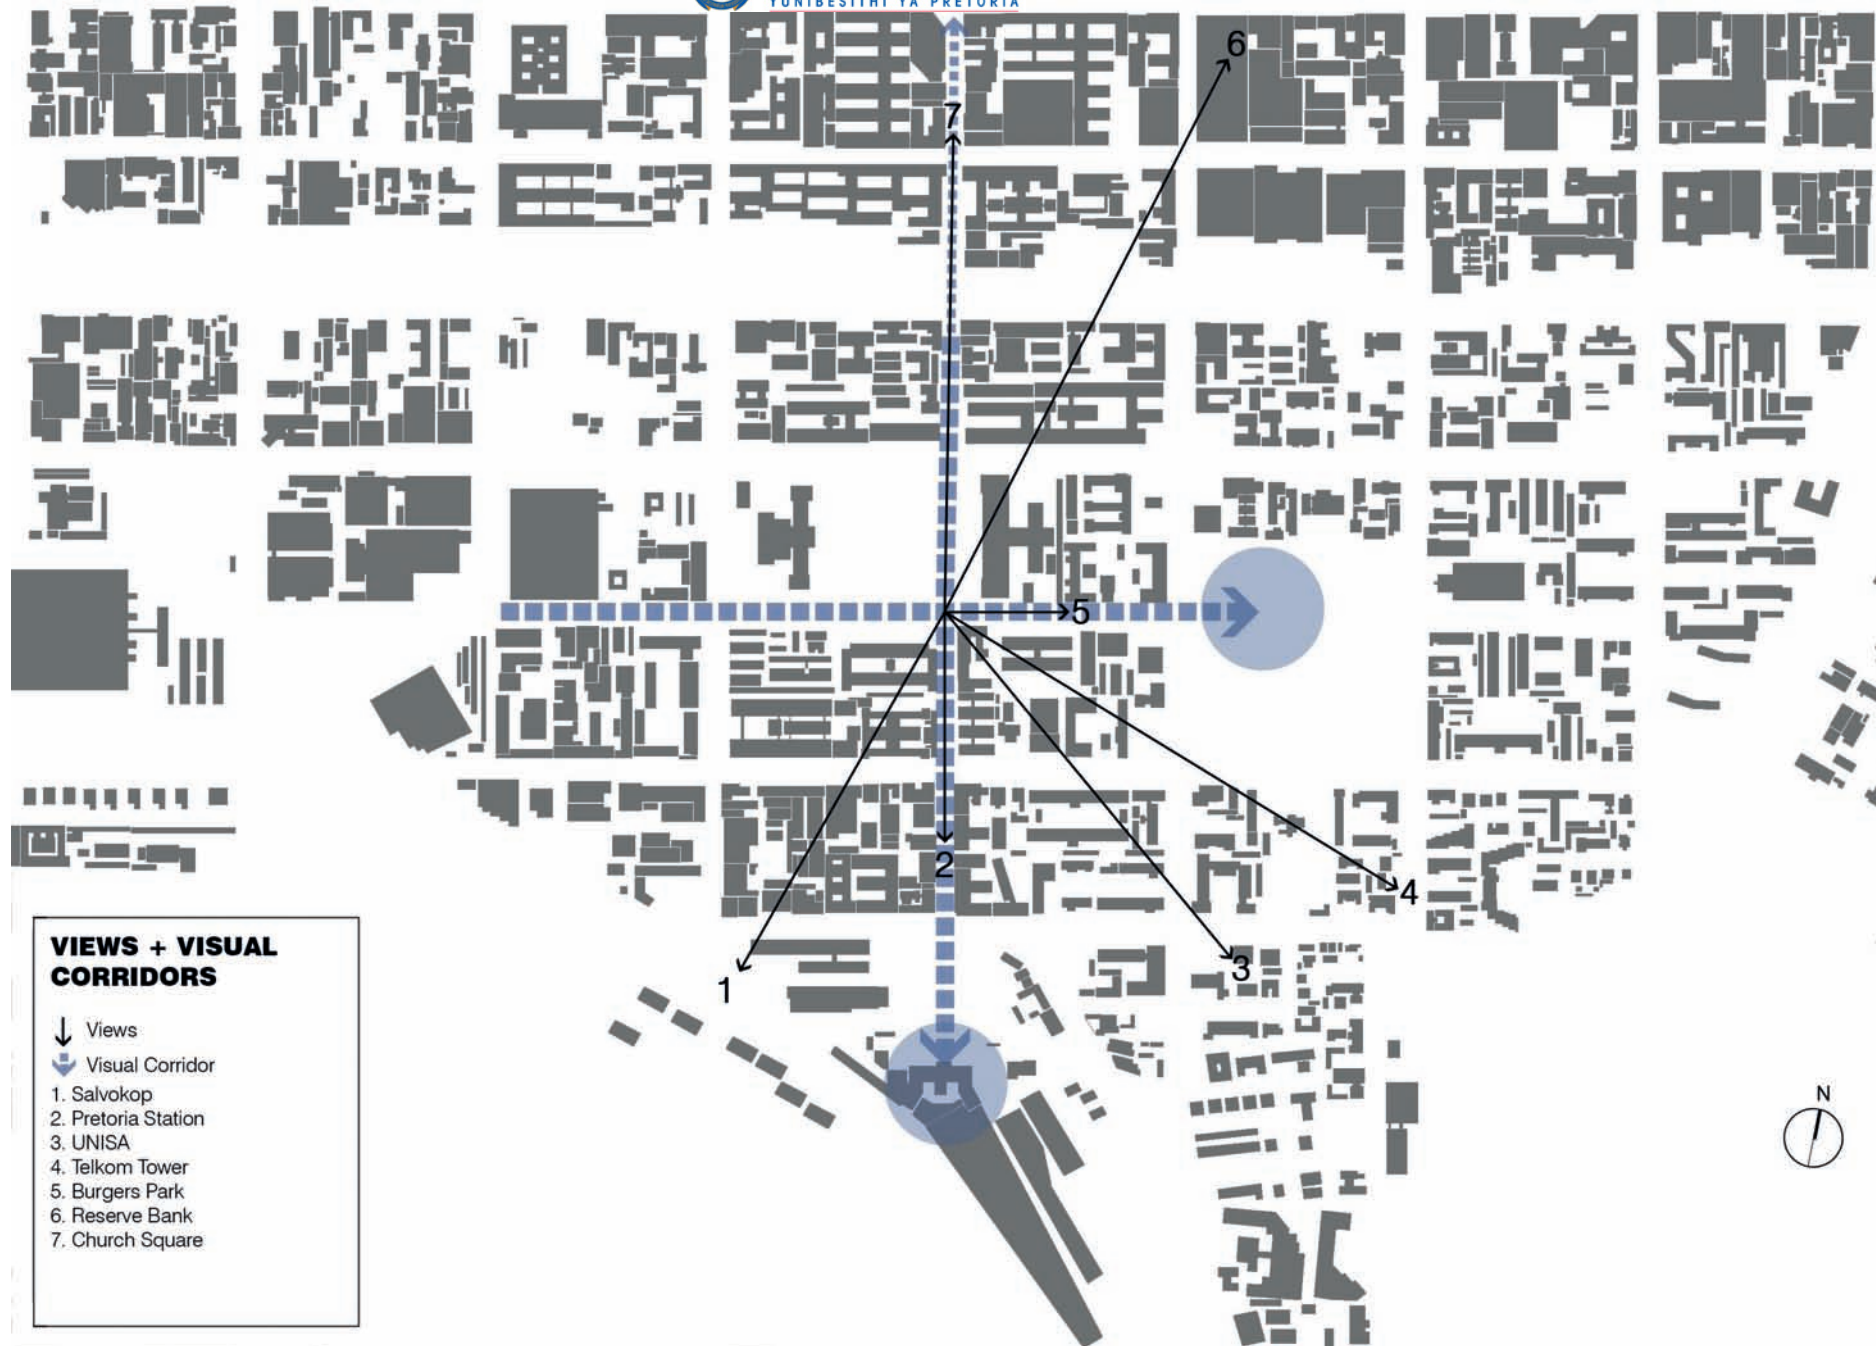 YUNIBESITHI YA PRETORIA
6
7
5
2
4
3
1
VIEWS + VISUAL
CORRIDORS
Views
Visual Corridor
1. Salvokop
2. Pretoria Station
3. UNISA
4. Telkom Tower
5. Burgers Park
6. Reserve Bank
7. Church Square
N